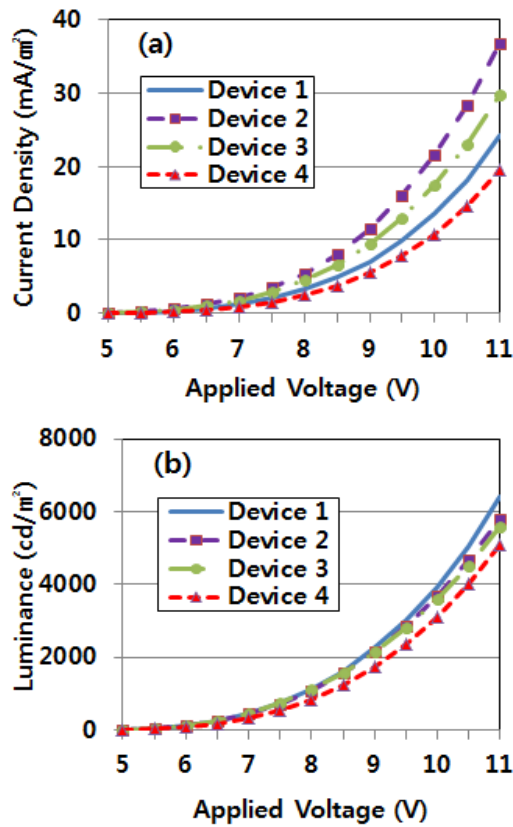 (a)
Current Density (mA/㎠)
40
30
20
10
0
Device 1
Device 2
Device 3
Device 4
5 6 7 8 9 10 11
Applied Voltage (V)
(b)
Luminance (cd/㎡)
8000
6000
4000
2000
0
Device 1
Device 2
Device 3
Device 4
5 6 7 8 9 10 11
Applied Voltage (V)